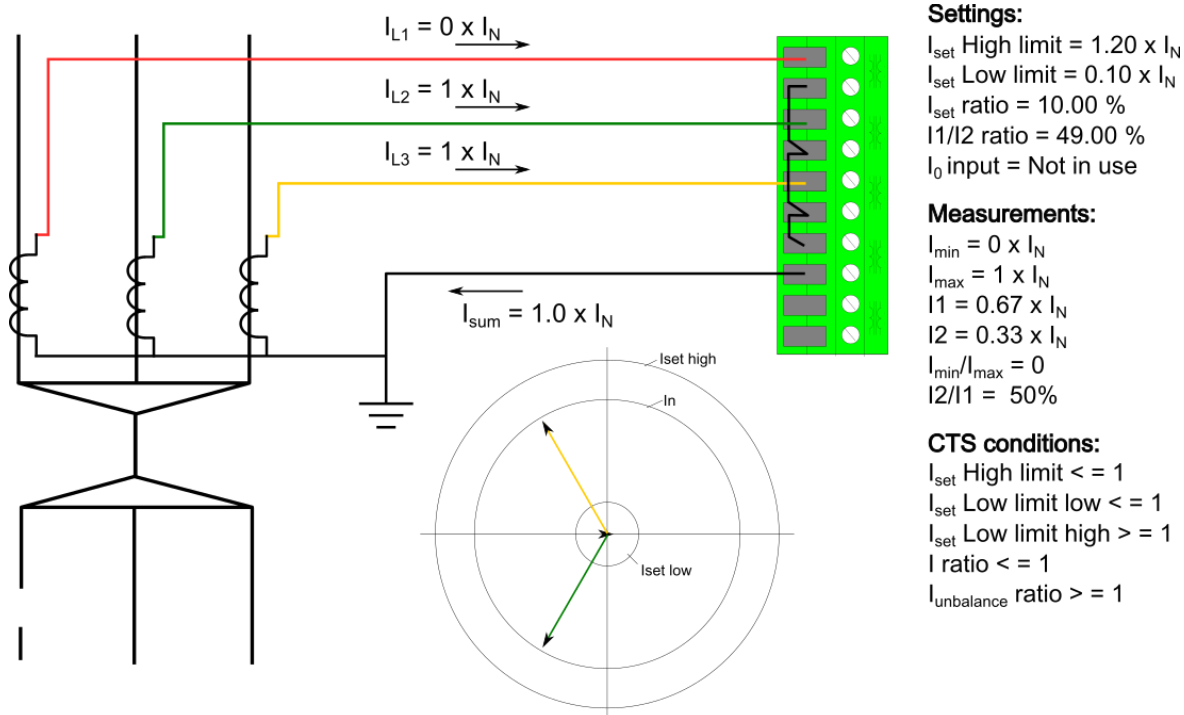 I_L1 = 0 x I_N
I_L2 = 1 x I_N
I_L3 = 1 x I_N
I_sum = 1.0 x I_N
Iset high
In
Iset low
Settings:
I_set High limit = 1.20 x I_N
I_set Low limit = 0.10 x I_N
I_set ratio = 10.00 %
I1/I2 ratio = 49.00 %
I_0 input = Not in use
Measurements:
I_min = 0 x I_N
I_max = 1 x I_N
I1 = 0.67 x I_N
I2 = 0.33 x I_N
I_min/I_max = 0
I2/I1 = 50%
CTS conditions:
I_set High limit < = 1
I_set Low limit low < = 1
I_set Low limit high > = 1
I ratio < = 1
I_unbalance ratio > = 1